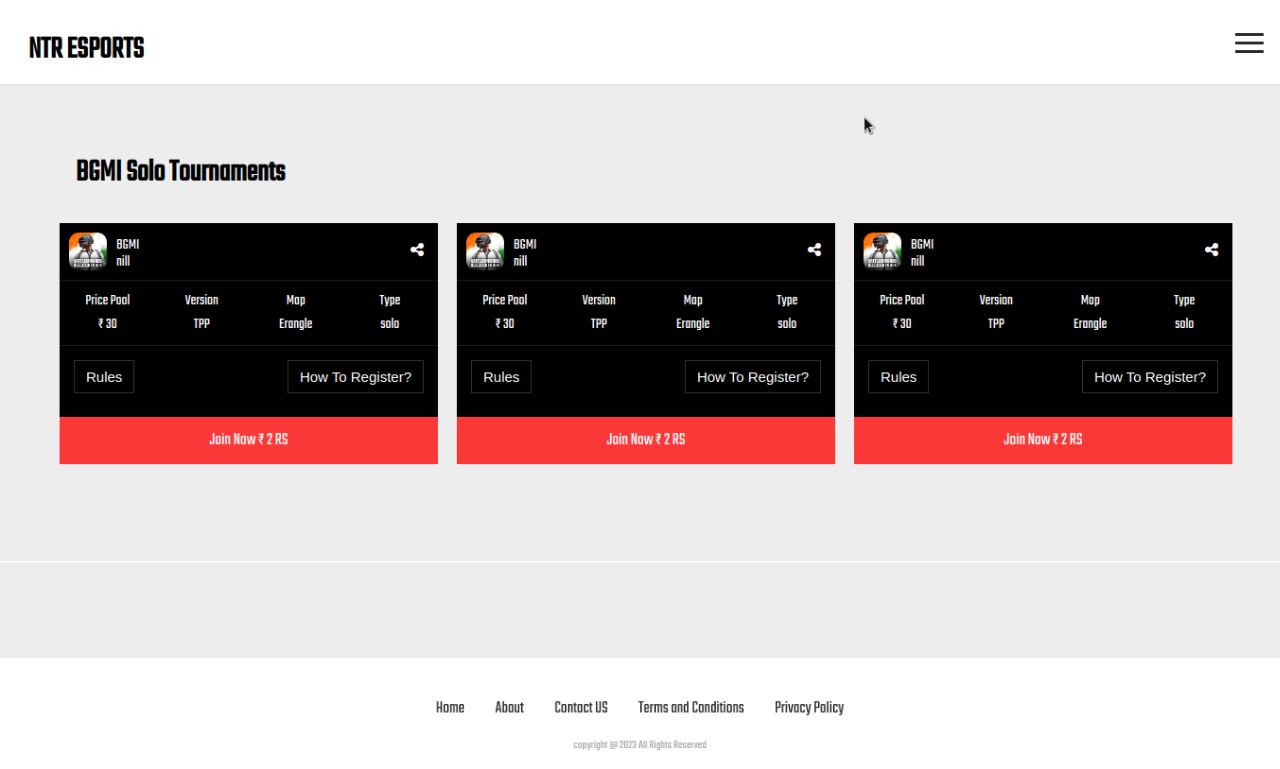 NTR ESPORTS
BGMI Solo Tournaments
BGMI
nill
Price Pool Version Map Type
₹ 30 TPP Erangle solo
Rules How To Register?
Join Now ₹ 2 RS
BGMI
nill
Price Pool Version Map Type
₹ 30 TPP Erangle solo
Rules How To Register?
Join Now ₹ 2 RS
BGMI
nill
Price Pool Version Map Type
₹ 30 TPP Erangle solo
Rules How To Register?
Join Now ₹ 2 RS
Home About Contact US Terms and Conditions Privacy Policy
copyright @ 2023 All Rights Reserved